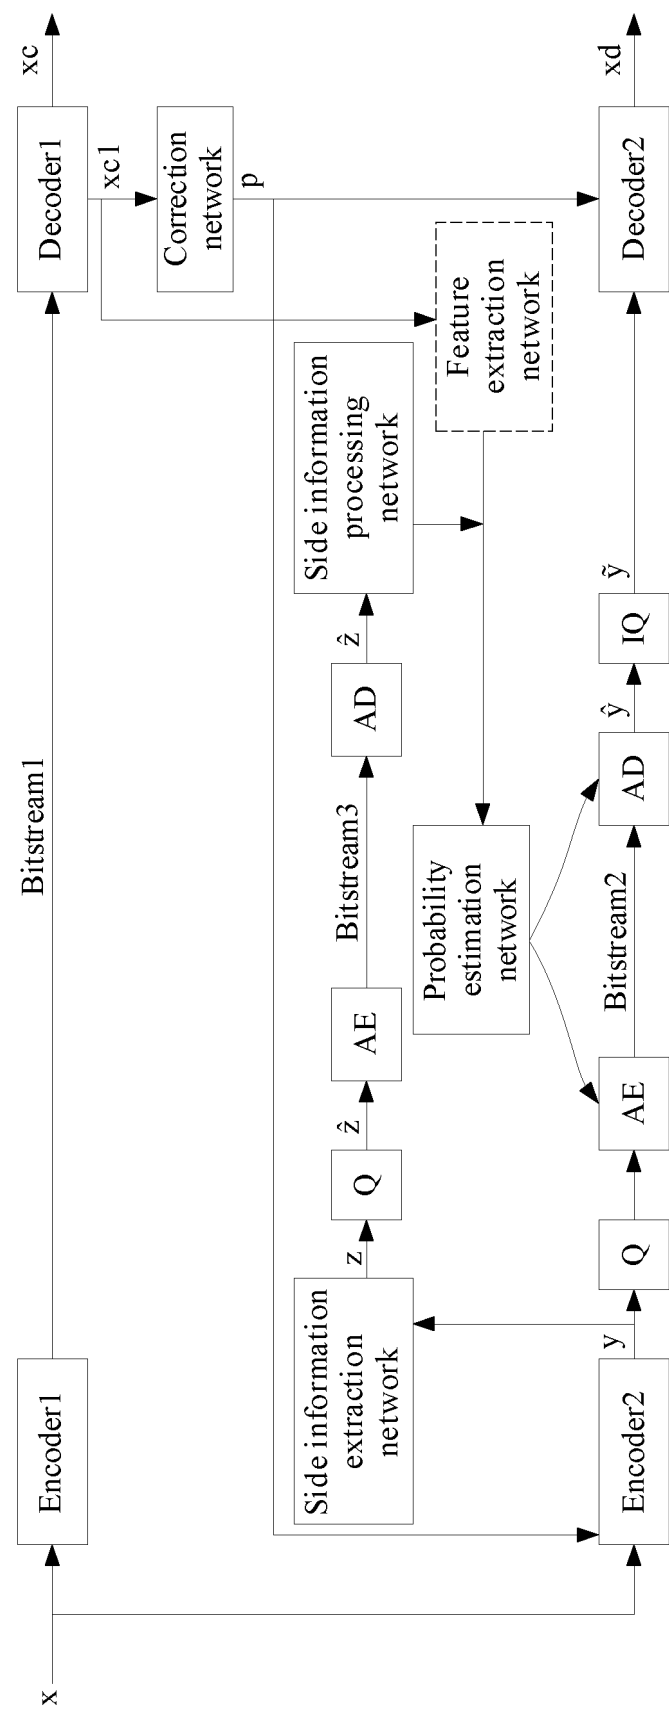 x
Encoder1
Bitstream1
Decoder1
xc
xc1
Correction
network
p
Side information
extraction
network
z
Q
ẑ
AE
Bitstream3
AD
ẑ
Side information
processing
network
Feature
extraction
network
Probability
estimation
network
Encoder2
y
Q
AE
Bitstream2
AD
ŷ
IQ
ỹ
Decoder2
xd